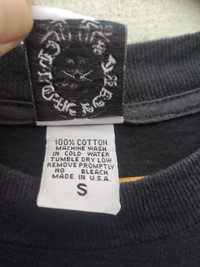 100% COTTON
MACHINE WASH
IN COLD WATER
TUMBLE DRY LOW
REMOVE PROMPTLY
NO BLEACH
MADE IN U.S.A.
S